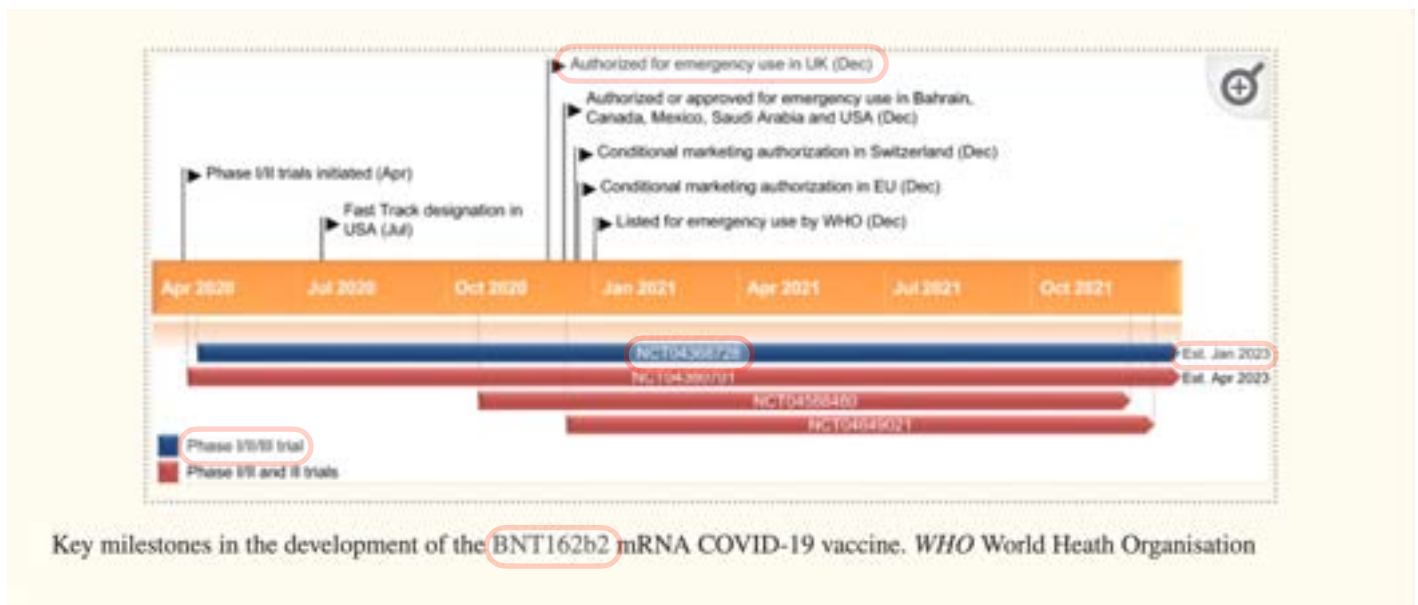 Authorized for emergency use in UK (Dec)
Authorized or approved for emergency use in Bahrain,
Canada, Mexico, Saudi Arabia and USA (Dec)
Conditional marketing authorization in Switzerland (Dec)
Phase I/II trials initiated (Apr)
Conditional marketing authorization in EU (Dec)
Fast Track designation in
USA (Jul)
Listed for emergency use by WHO (Dec)
Apr 2020 Jul 2020 Oct 2020 Jan 2021 Apr 2021 Jul 2021 Oct 2021
NCT04368728 Est. Jan 2023
NCT04380701 Est. Apr 2023
NCT04588480
NCT04649021
Phase I/II/III trial
Phase I/II and II trials
Key milestones in the development of the BNT162b2 mRNA COVID-19 vaccine. WHO World Heath Organisation